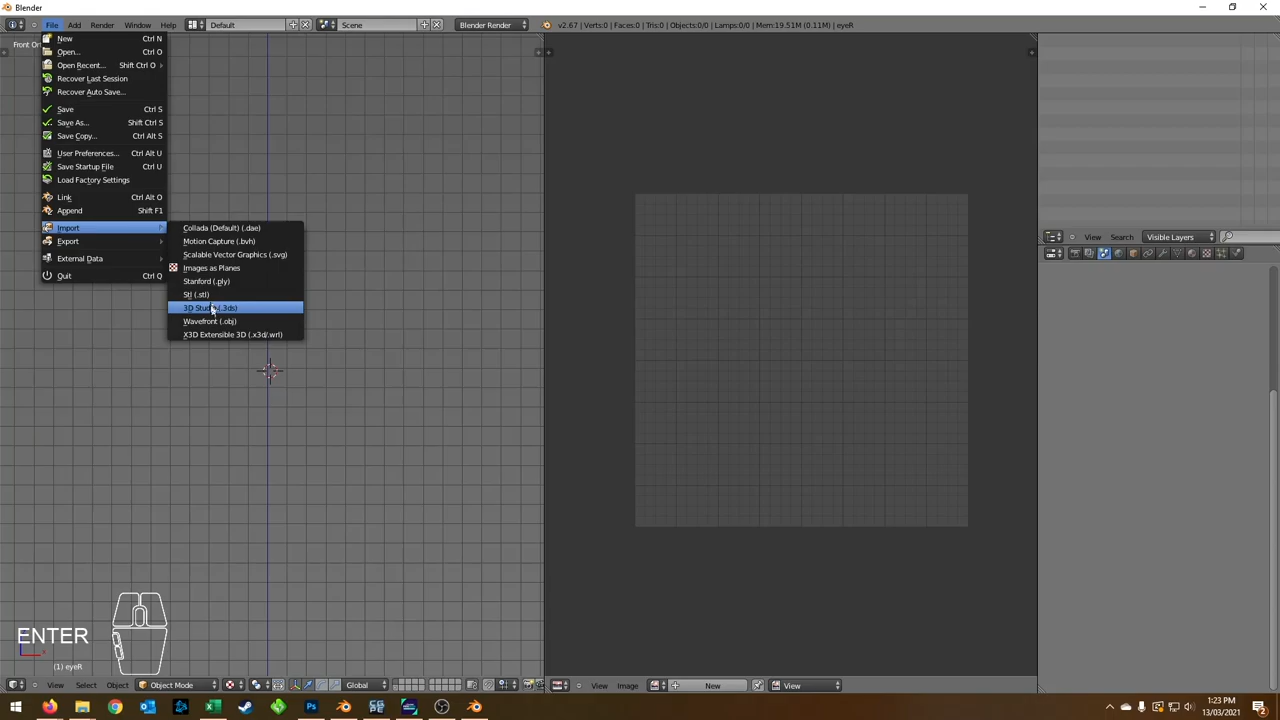 Blender
File Add Render Window Help Default Scene Blender Render v2.67 | Verts:0 | Faces:0 | Tris:0 | Objects:0/0 | Lamps:0/0 | Mem:19.51M (0.11M) | eyeR
New Ctrl N
Open... Ctrl O
Open Recent... Shift Ctrl O
Recover Last Session
Recover Auto Save...
Save Ctrl S
Save As... Shift Ctrl S
Save Copy... Ctrl Alt S
User Preferences... Ctrl Alt U
Save Startup File Ctrl U
Load Factory Settings
Link Ctrl Alt O
Append Shift F1
Import
Export
External Data
Quit Ctrl Q
Collada (Default) (.dae)
Motion Capture (.bvh)
Scalable Vector Graphics (.svg)
Images as Planes
Stanford (.ply)
Stl (.stl)
3D Studio (.3ds)
Wavefront (.obj)
X3D Extensible 3D (.x3d/.wrl)
View Search Visible Layers
ENTER
x
(1) eyeR
View Select Object Object Mode Global
View Image New View
1:23 PM
13/03/2021
2